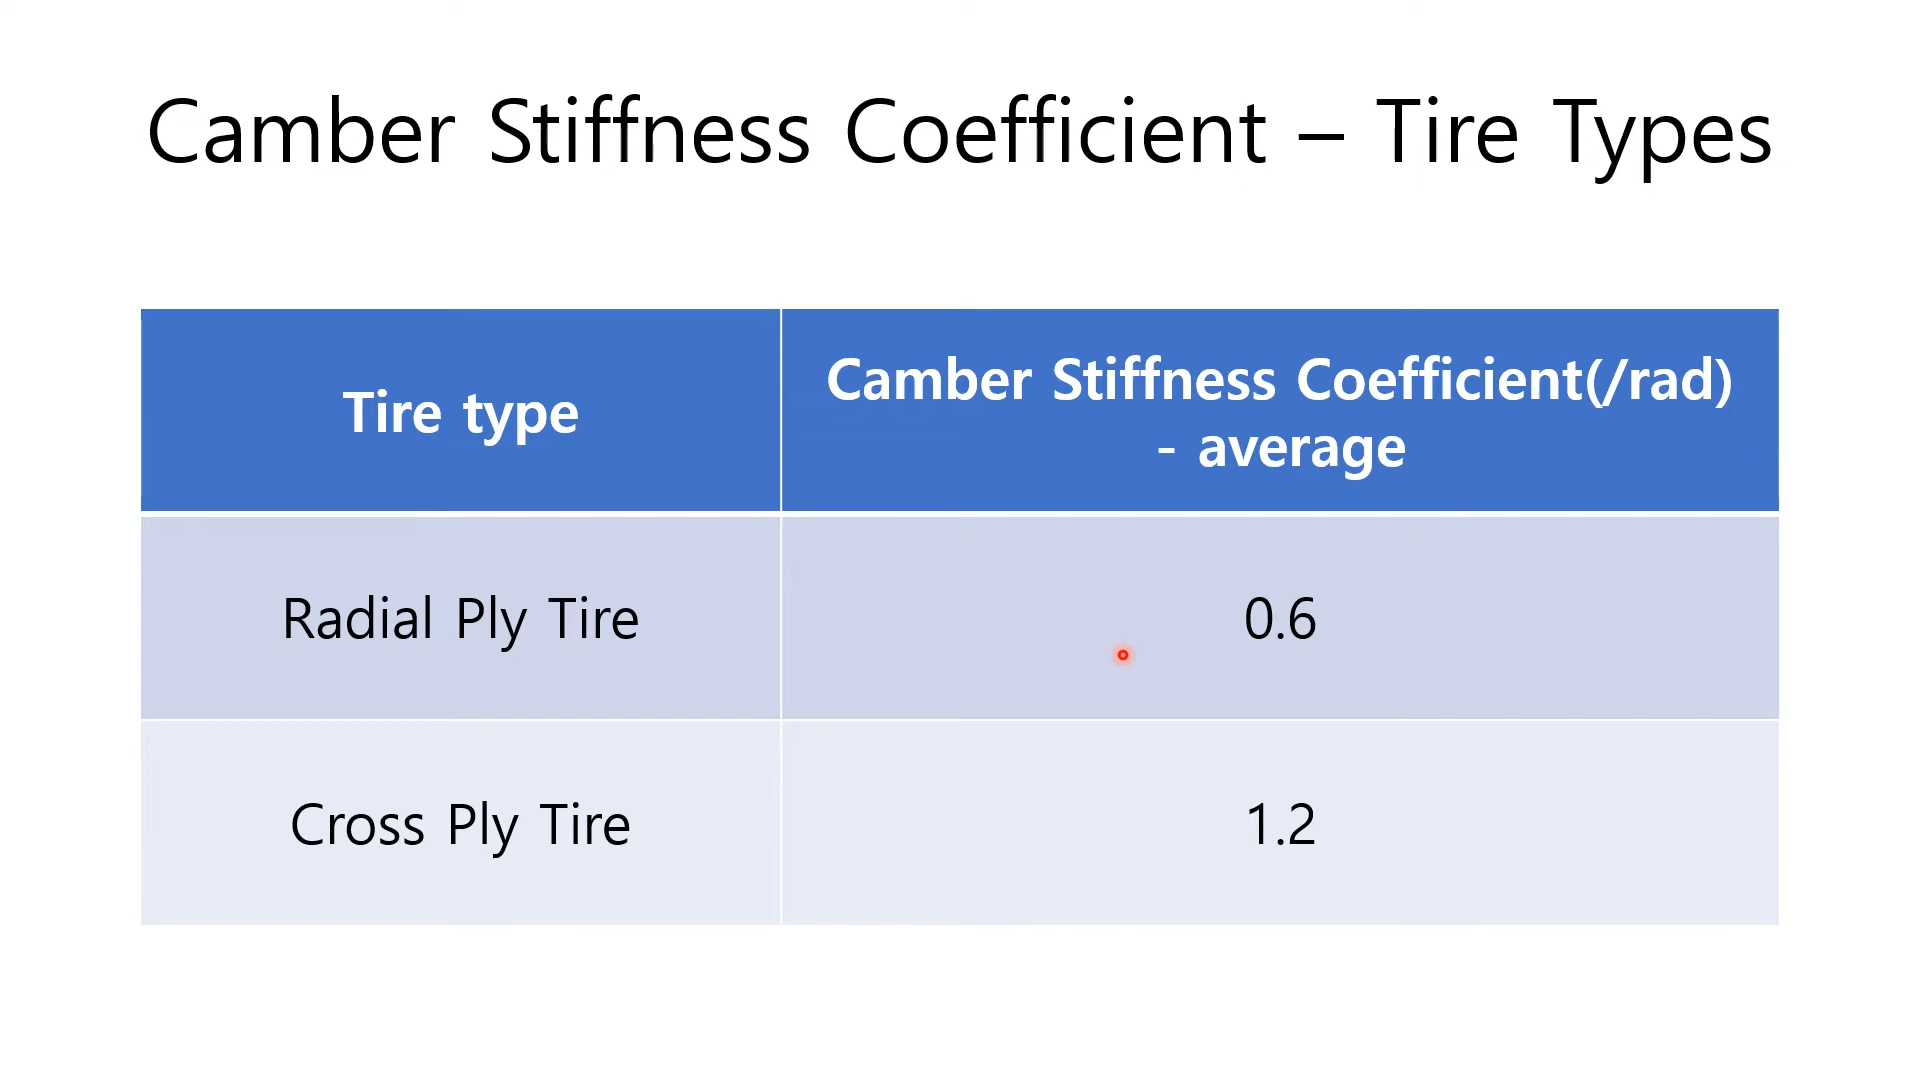 Camber Stiffness Coefficient – Tire Types
Tire type
Camber Stiffness Coefficient(/rad)
- average
Radial Ply Tire
0.6
Cross Ply Tire
1.2